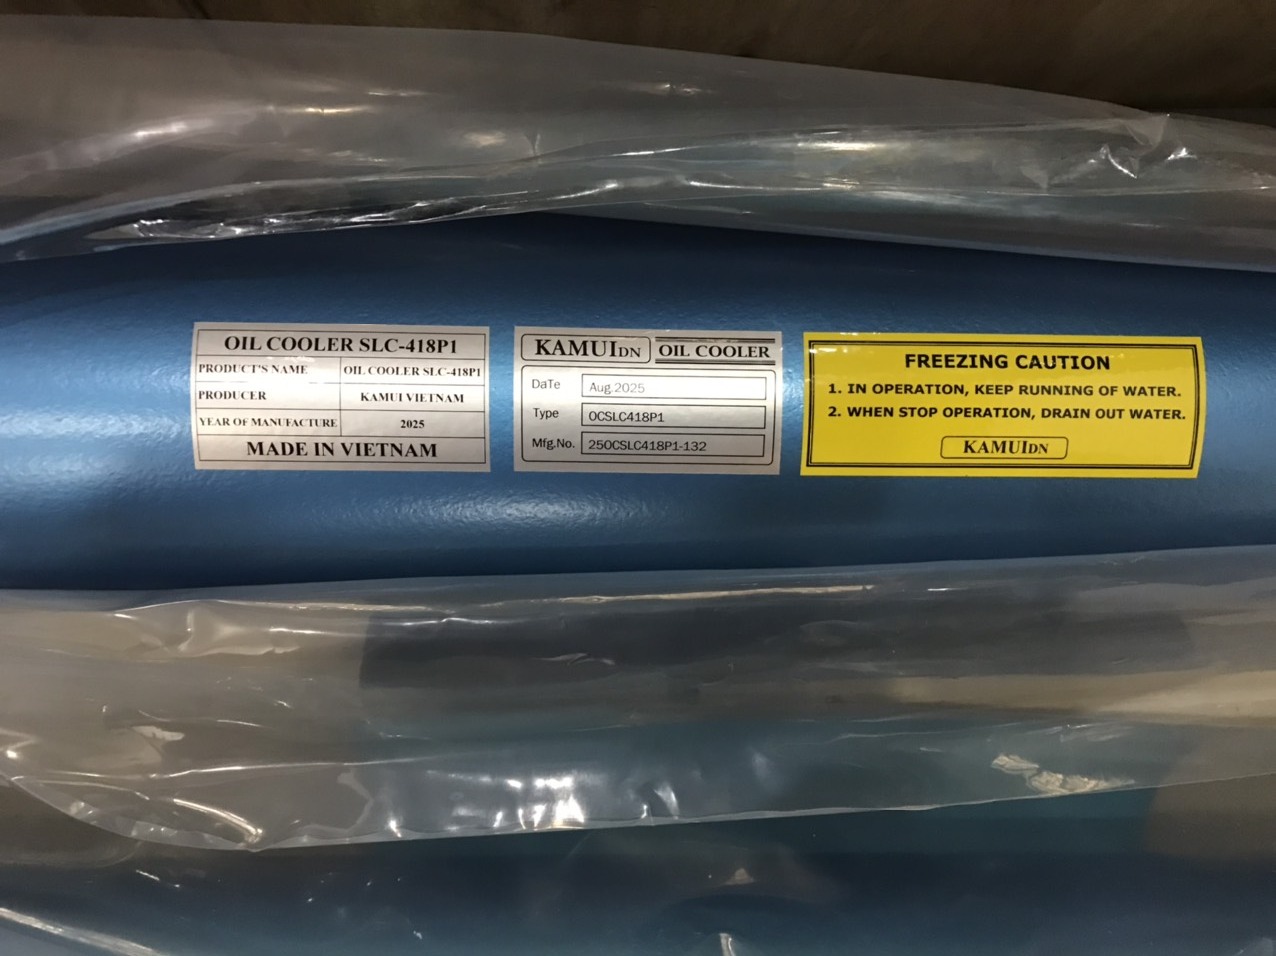 OIL COOLER SLC-418P1
PRODUCT'S NAME OIL COOLER SLC-418P1
PRODUCER KAMUI VIETNAM
YEAR OF MANUFACTURE 2025
MADE IN VIETNAM
KAMUIDN OIL COOLER
DaTe Aug.2025
Type OCSLC418P1
Mfg.No. 25OCSLC418P1-132
FREEZING CAUTION
1. IN OPERATION, KEEP RUNNING OF WATER.
2. WHEN STOP OPERATION, DRAIN OUT WATER.
KAMUIDN